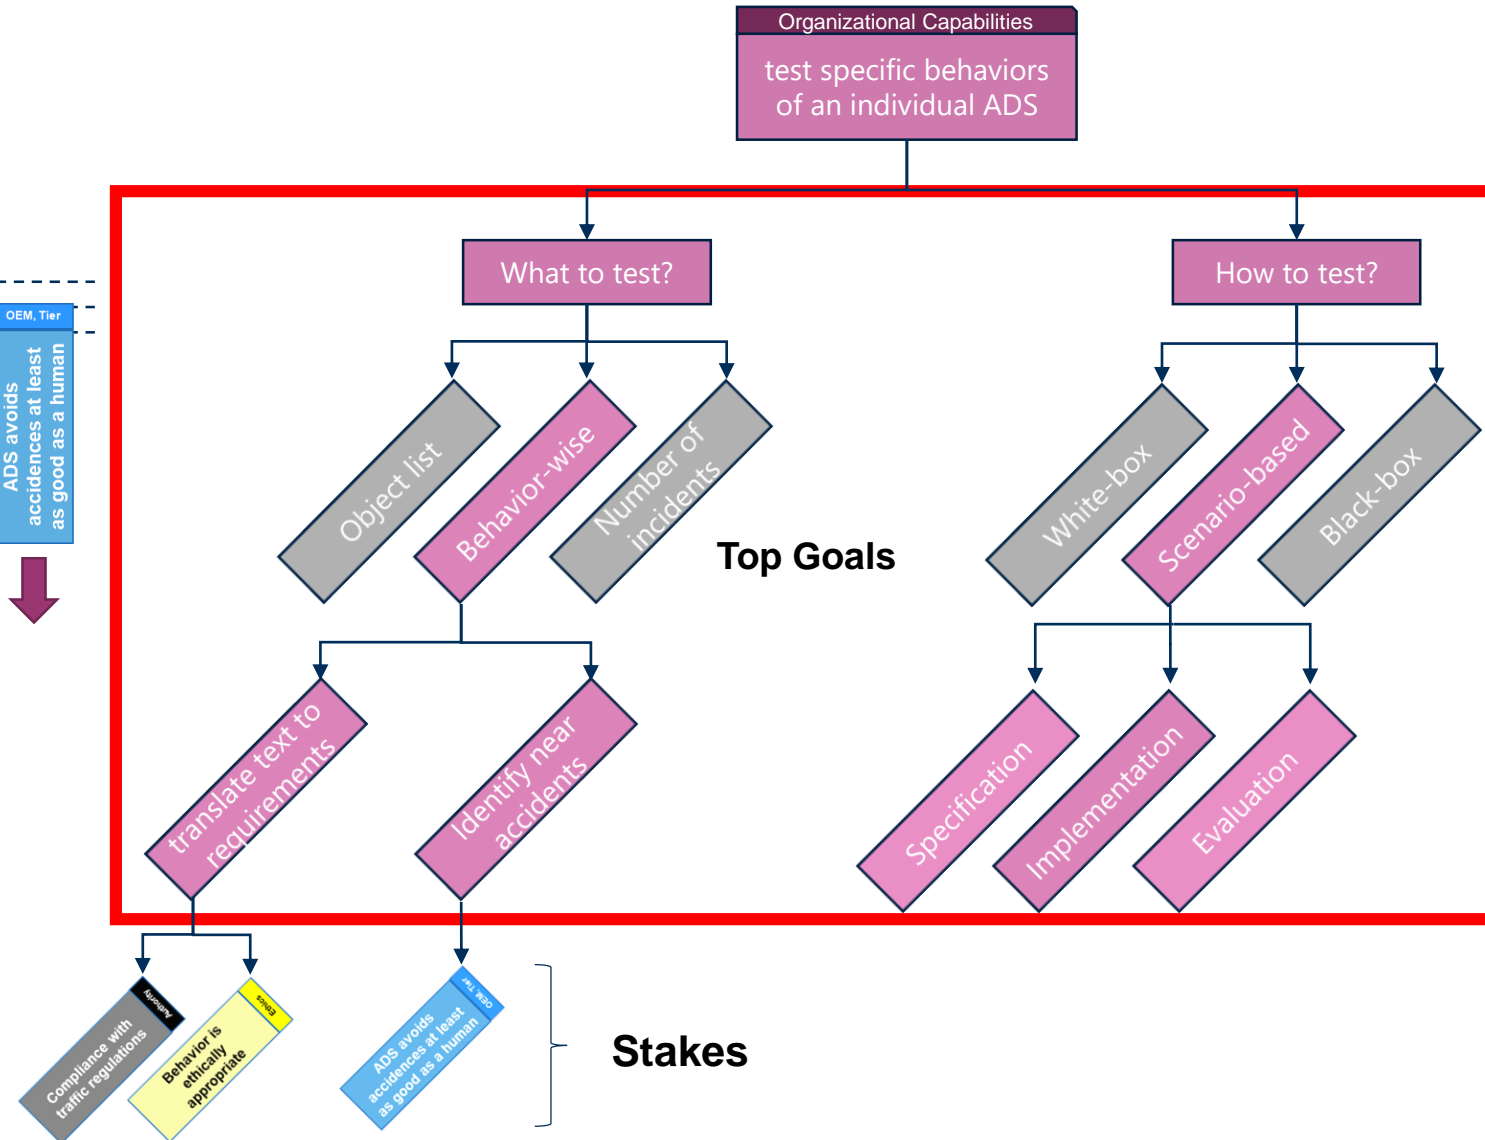 Organizational Capabilities
test specific behaviors
of an individual ADS
What to test?
How to test?
OEM, Tier
ADS avoids
accidences at least
as good as a human
Object list
Behavior-wise
Number of
incidents
White-box
Scenario-based
Black-box
Top Goals
translate text to
requirements
Identify near
accidents
Specification
Implementation
Evaluation
Authority
Compliance with
traffic regulations
Ethics
Behavior is
ethically
appropriate
OEM, Tier
ADS avoids
accidences at least
as good as a human
Stakes